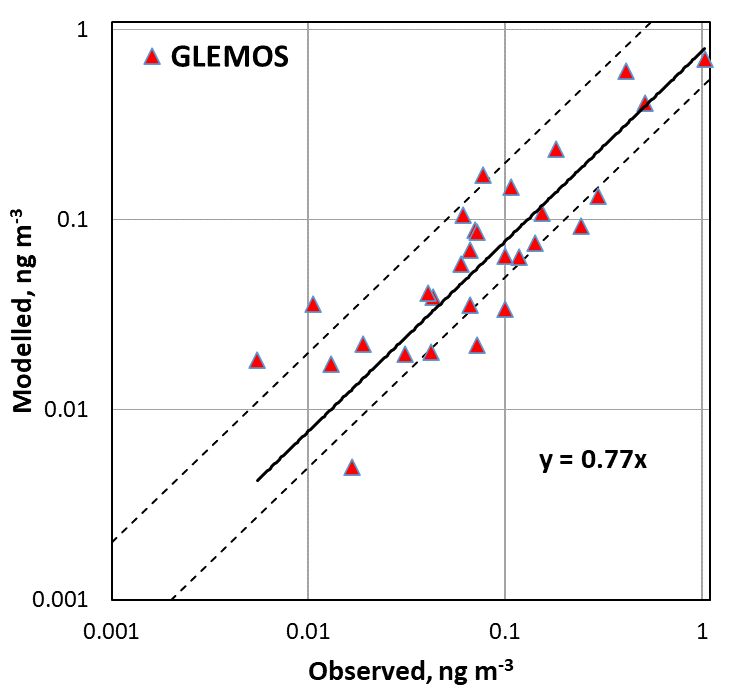 GLEMOS
1
0.1
0.01
0.001
Modelled, ng m-3
y = 0.77x
0.001 0.01 0.1 1
Observed, ng m-3